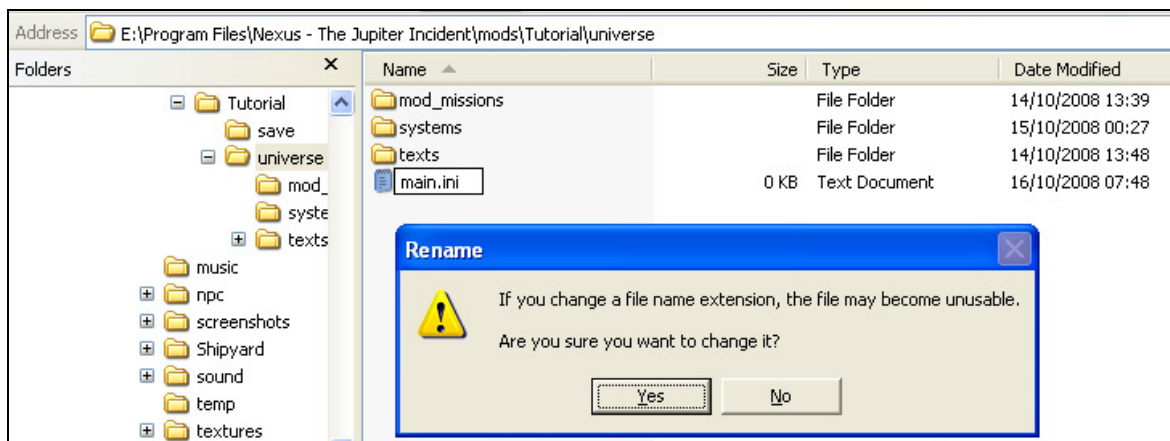 Address E:\Program Files\Nexus - The Jupiter Incident\mods\Tutorial\universe
Folders
Tutorial
save
universe
mod_
syste
texts
music
npc
screenshots
Shipyard
sound
temp
textures
Name Size Type Date Modified
mod_missions File Folder 14/10/2008 13:39
systems File Folder 15/10/2008 00:27
texts File Folder 14/10/2008 13:48
main.ini 0 KB Text Document 16/10/2008 07:48
Rename
If you change a file name extension, the file may become unusable.
Are you sure you want to change it?
Yes No